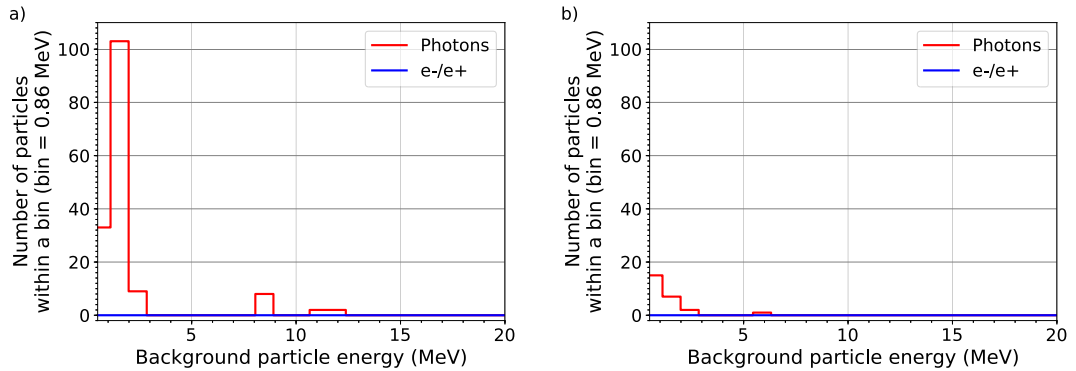 a)
Number of particles
within a bin (bin = 0.86 MeV)
100
80
60
40
20
0
5
10
15
20
Background particle energy (MeV)
Photons
e-/e+
b)
Number of particles
within a bin (bin = 0.86 MeV)
100
80
60
40
20
0
5
10
15
20
Background particle energy (MeV)
Photons
e-/e+